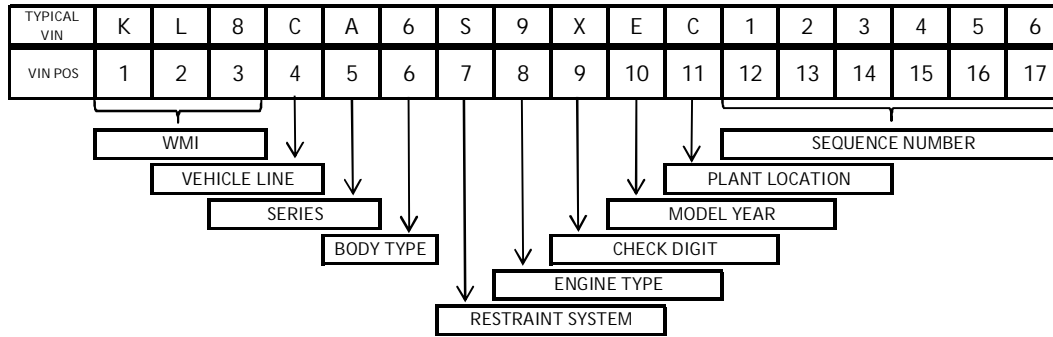 TYPICAL VIN K L 8 C A 6 S 9 X E C 1 2 3 4 5 6
VIN POS 1 2 3 4 5 6 7 8 9 10 11 12 13 14 15 16 17
WMI SEQUENCE NUMBER
VEHICLE LINE PLANT LOCATION
SERIES MODEL YEAR
BODY TYPE CHECK DIGIT
ENGINE TYPE
RESTRAINT SYSTEM